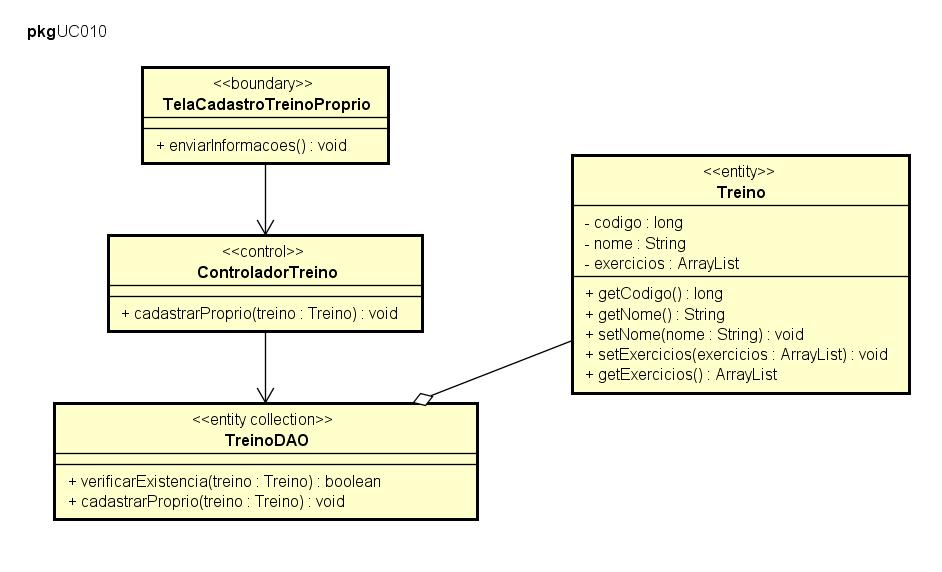 pkgUC010
<<boundary>>
TelaCadastroTreinoProprio
+ enviarInformacoes() : void
<<control>>
ControladorTreino
+ cadastrarProprio(treino : Treino) : void
<<entity>>
Treino
- codigo : long
- nome : String
- exercicios : ArrayList
+ getCodigo() : long
+ getNome() : String
+ setNome(nome : String) : void
+ setExercicios(exercicios : ArrayList) : void
+ getExercicios() : ArrayList
<<entity collection>>
TreinoDAO
+ verificarExistencia(treino : Treino) : boolean
+ cadastrarProprio(treino : Treino) : void